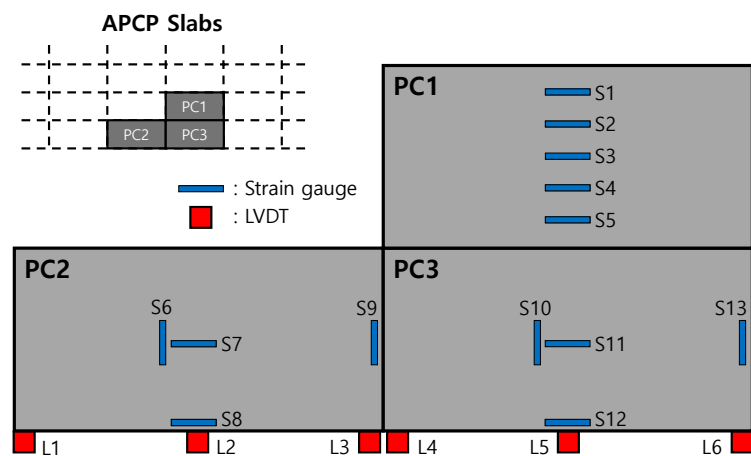 APCP Slabs
PC1
PC2 PC3
: Strain gauge
: LVDT
PC1
S1
S2
S3
S4
S5
PC2
S6
S7
S8
S9
PC3
S10
S11
S12
S13
L1 L2 L3 L4 L5 L6